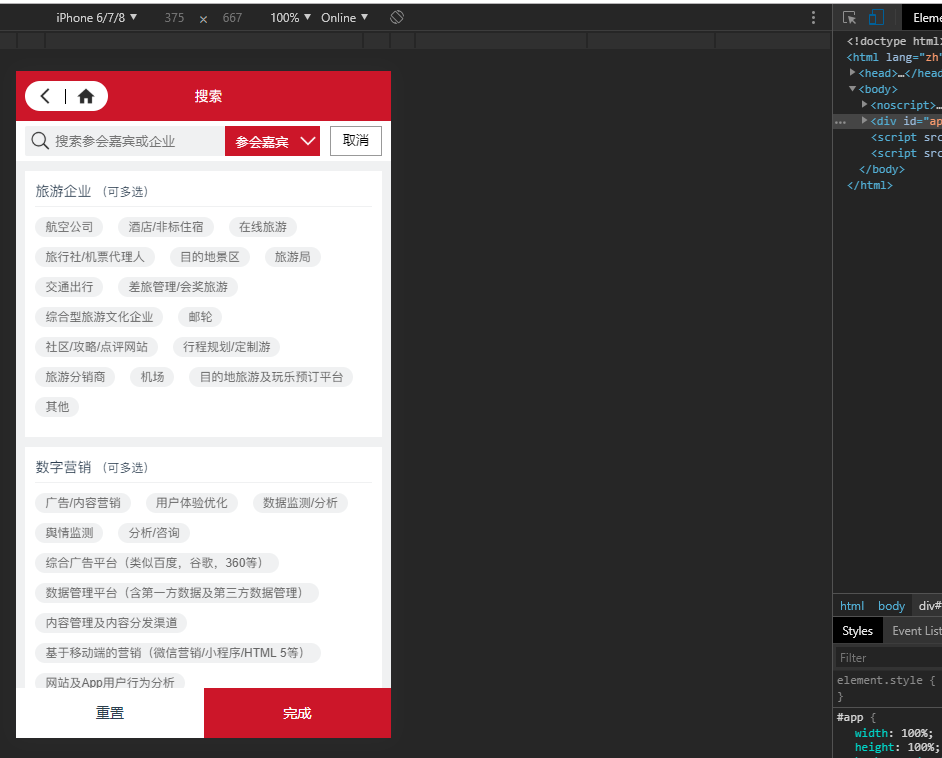 iPhone 6/7/8 ▼ 375 × 667 100% ▼ Online ▼
Eleme
搜索
搜索参会嘉宾或企业 参会嘉宾 取消
旅游企业 (可多选)
航空公司 酒店/非标住宿 在线旅游
旅行社/机票代理人 目的地景区 旅游局
交通出行 差旅管理/会奖旅游
综合型旅游文化企业 邮轮
社区/攻略/点评网站 行程规划/定制游
旅游分销商 机场 目的地旅游及玩乐预订平台
其他
数字营销 (可多选)
广告/内容营销 用户体验优化 数据监测/分析
舆情监测 分析/咨询
综合广告平台（类似百度，谷歌，360等）
数据管理平台（含第一方数据及第三方数据管理）
内容管理及内容分发渠道
基于移动端的营销（微信营销/小程序/HTML 5等）
网站及App用户行为分析
重置 完成
<!doctype html>
<html lang="zh"
<head>…</head
<body>
<noscript>…
<div id="ap
<script src
<script src
</body>
</html>
html body div#
Styles Event List
Filter
element.style {
}
#app {
width: 100%;
height: 100%;